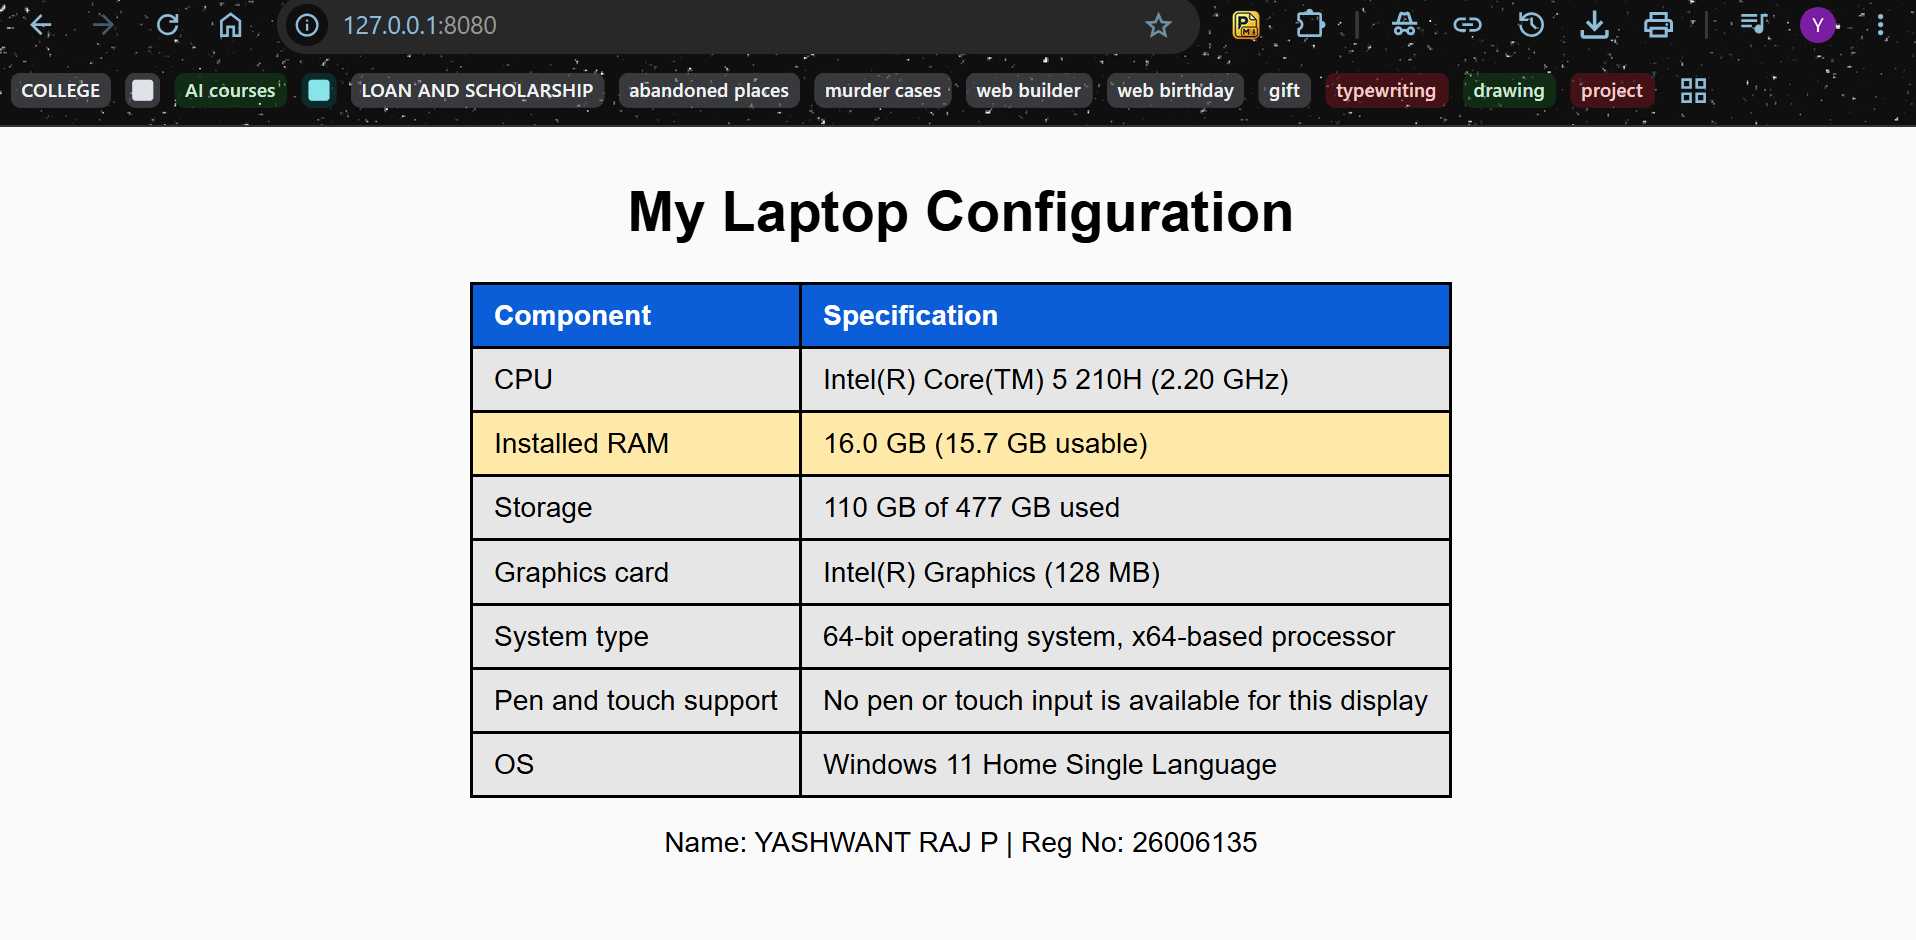 127.0.0.1:8080
Y
COLLEGE AI courses LOAN AND SCHOLARSHIP abandoned places murder cases web builder web birthday gift typewriting drawing project
My Laptop Configuration
Component Specification
CPU Intel(R) Core(TM) 5 210H (2.20 GHz)
Installed RAM 16.0 GB (15.7 GB usable)
Storage 110 GB of 477 GB used
Graphics card Intel(R) Graphics (128 MB)
System type 64-bit operating system, x64-based processor
Pen and touch support No pen or touch input is available for this display
OS Windows 11 Home Single Language
Name: YASHWANT RAJ P | Reg No: 26006135